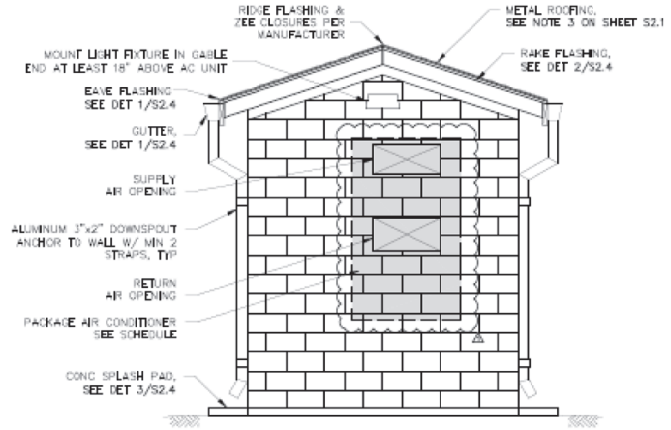 RIDGE FLASHING &
ZEE CLOSURES PER
MANUFACTURER
METAL ROOFING,
SEE NOTE 3 ON SHEET S2.1
MOUNT LIGHT FIXTURE IN GABLE
END AT LEAST 18" ABOVE AC UNIT
RAKE FLASHING,
SEE DET 2/S2.4
EAVE FLASHING
SEE DET 1/S2.4
GUTTER,
SEE DET 1/S2.4
SUPPLY
AIR OPENING
ALUMINUM 3"x2" DOWNSPOUT
ANCHOR TO WALL W/ MIN 2
STRAPS, TYP
RETURN
AIR OPENING
PACKAGE AIR CONDITIONER
SEE SCHEDULE
CONC SPLASH PAD,
SEE DET 3/S2.4